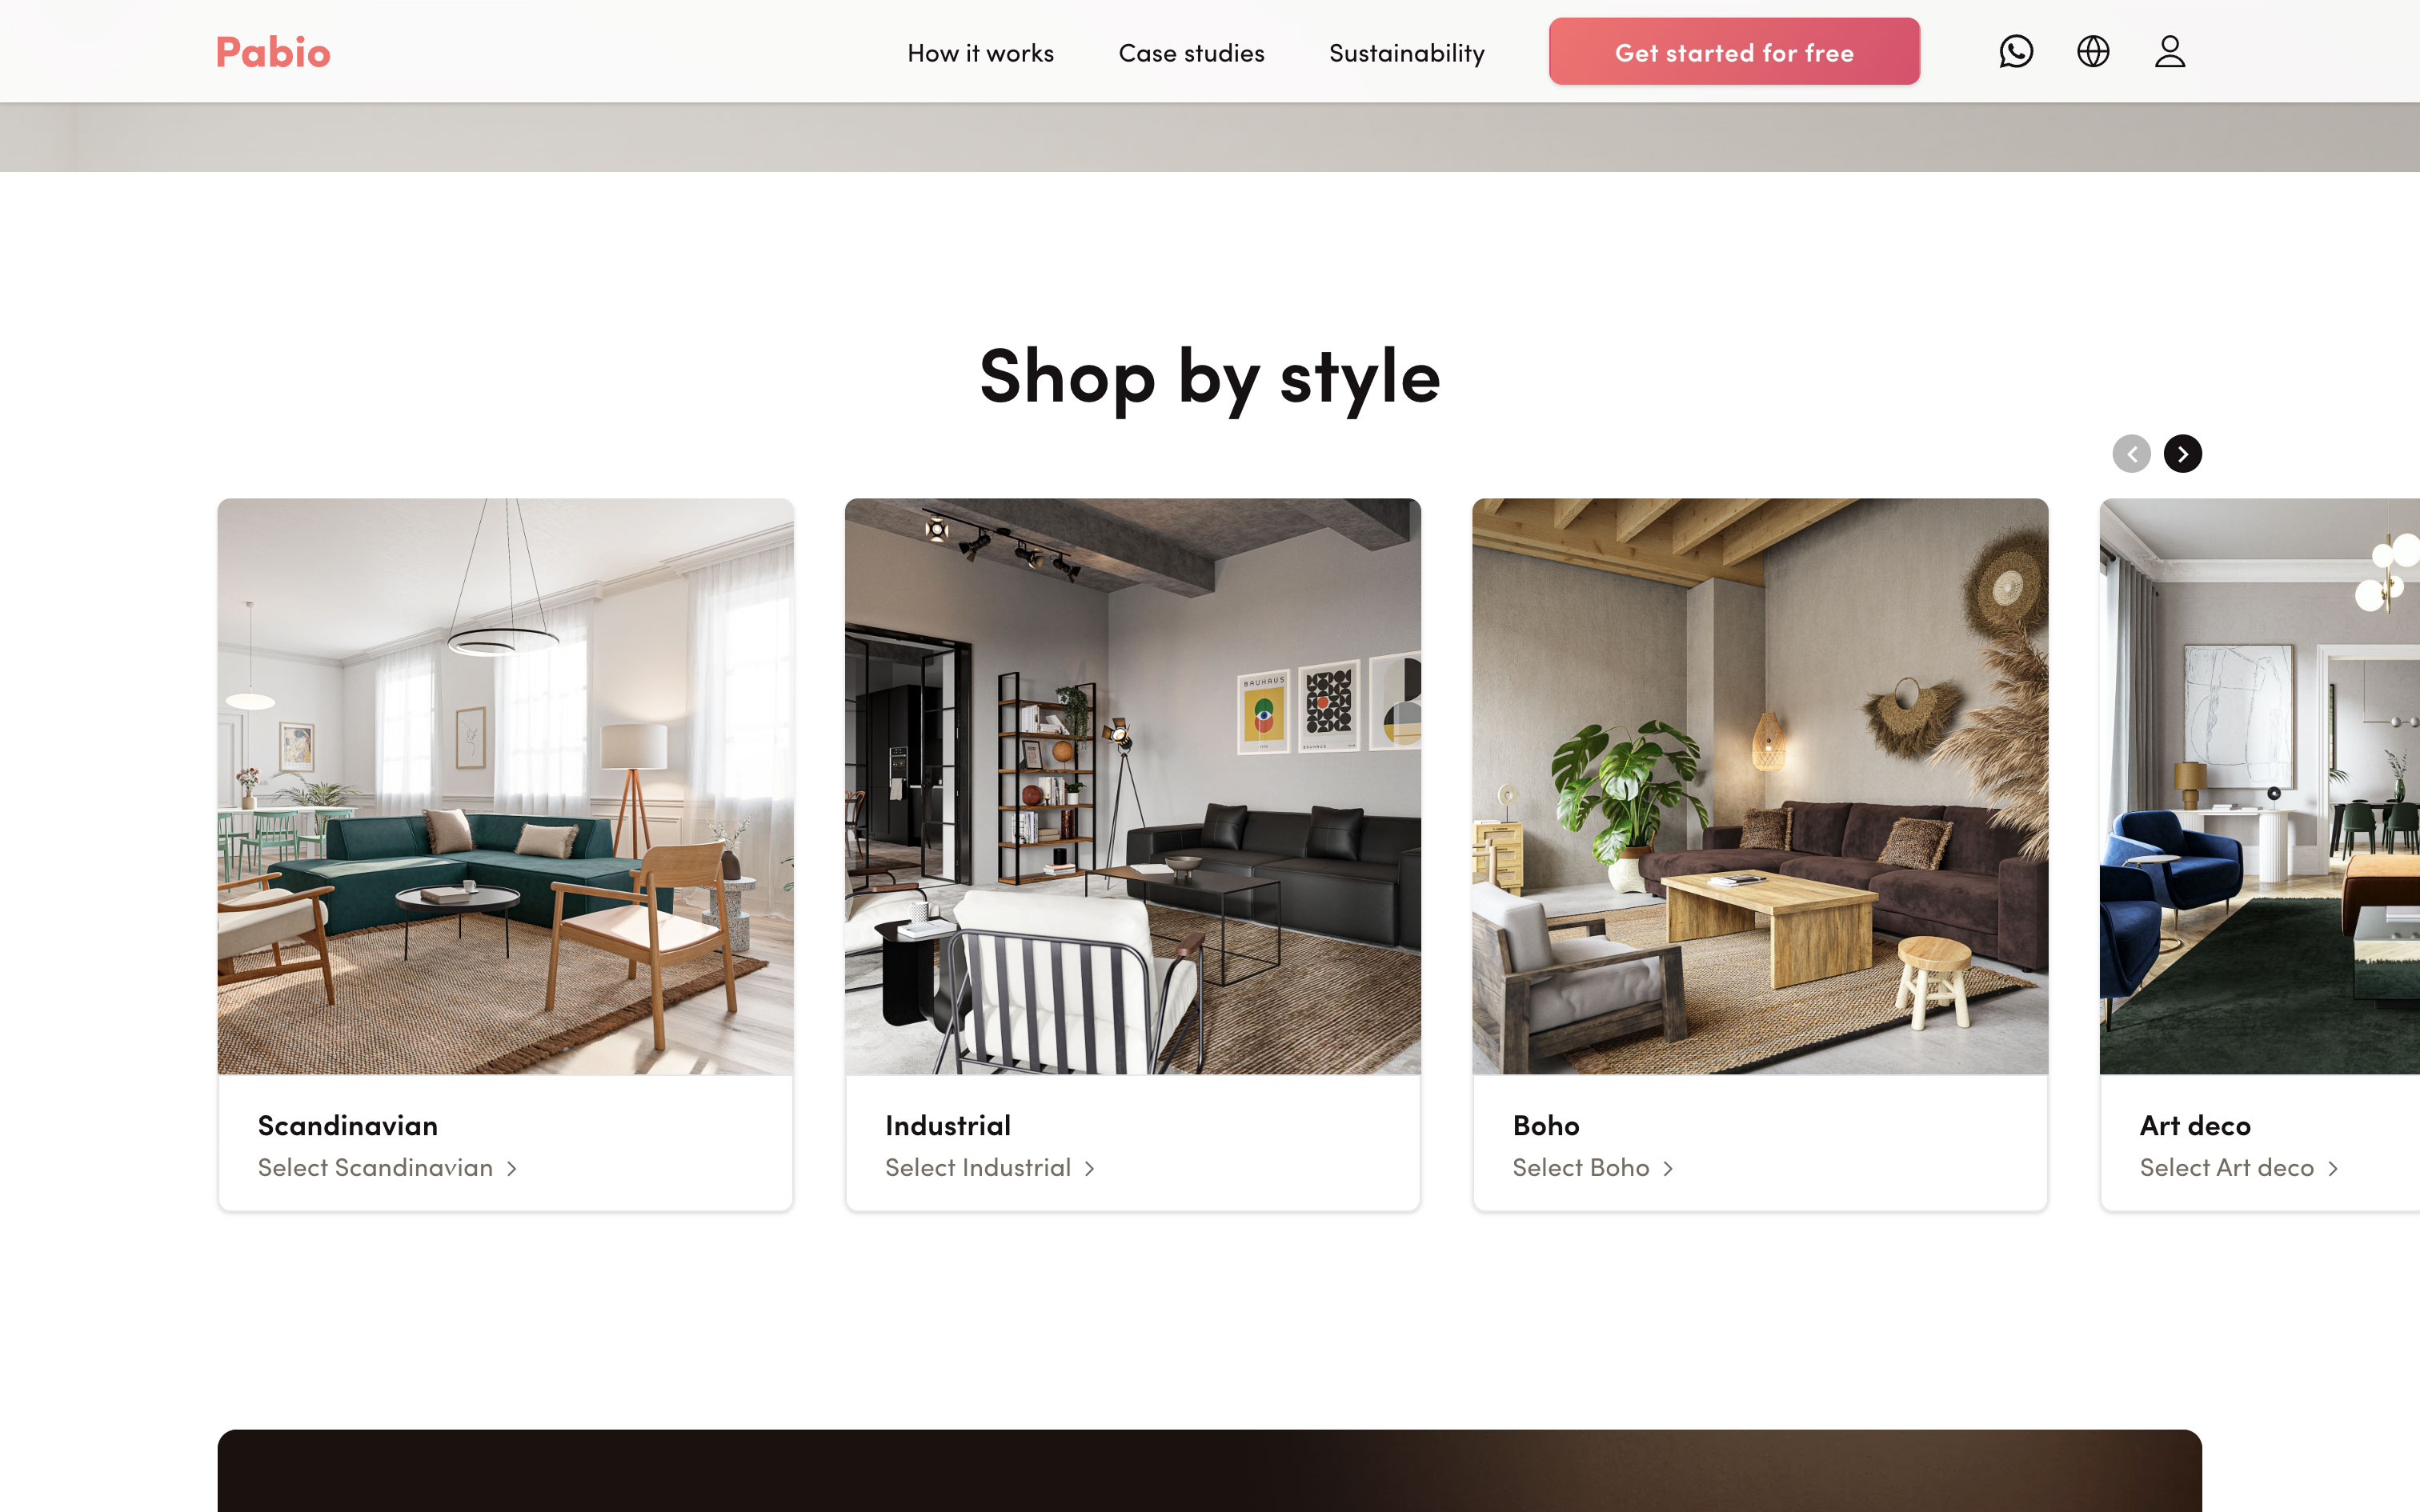 Pabio
How it works
Case studies
Sustainability
Get started for free
Shop by style
BAUHAUS
BAUHAUS
Scandinavian
Select Scandinavian
Industrial
Select Industrial
Boho
Select Boho
Art deco
Select Art deco